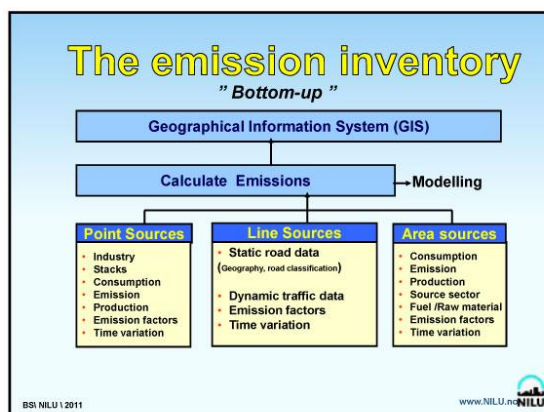 The emission inventory
" Bottom-up "
Geographical Information System (GIS)
Calculate Emissions
Modelling
Point Sources
• Industry
• Stacks
• Consumption
• Emission
• Production
• Emission factors
• Time variation
Line Sources
• Static road data
(Geography, road classification)
• Dynamic traffic data
• Emission factors
• Time variation
Area sources
• Consumption
• Emission
• Production
• Source sector
• Fuel /Raw material
• Emission factors
• Time variation
BS\ NILU \ 2011
www.NILU.no
NILU